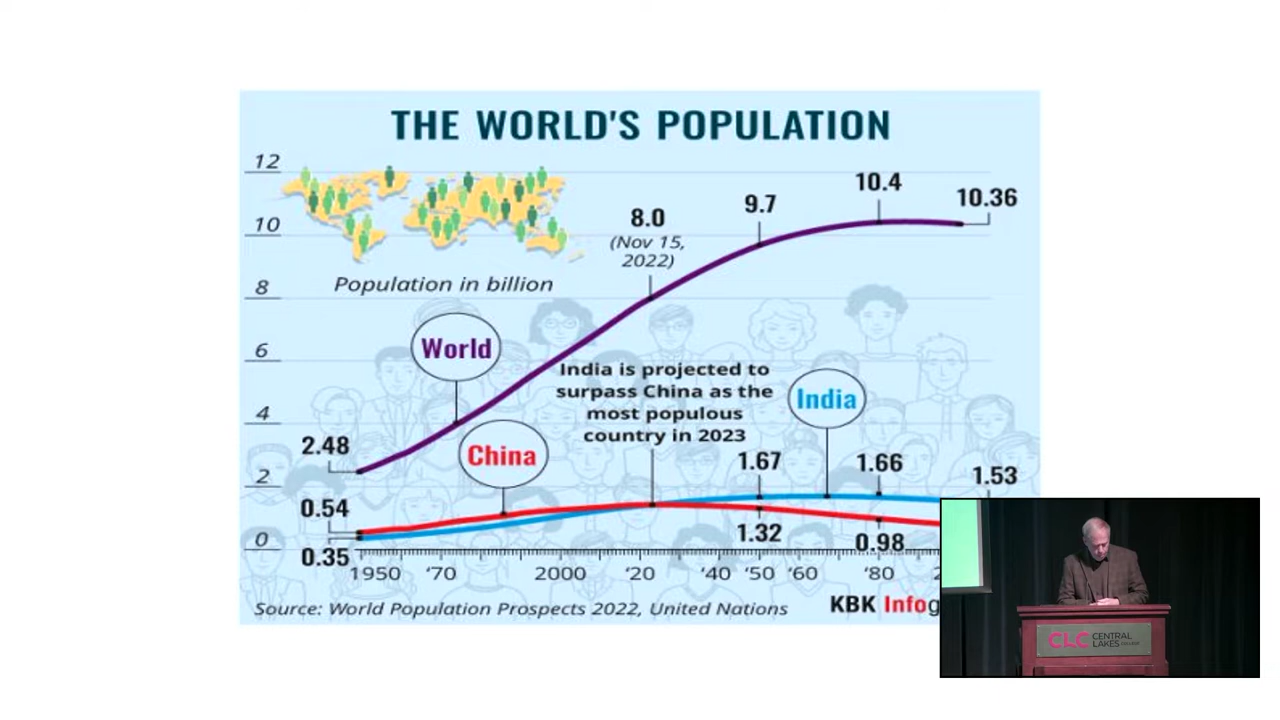 THE WORLD'S POPULATION
12
10
8
6
4
2
0
Population in billion
8.0
(Nov 15,
2022)
9.7
10.4
10.36
World
India is projected to
surpass China as the
most populous
country in 2023
India
China
2.48
0.54
0.35
1.67
1.66
1.53
1.32
0.98
1950 '70 2000 '20 '40 '50 '60 '80
Source: World Population Prospects 2022, United Nations
KBK Infog
CLC CENTRAL
LAKES
COLLEGE